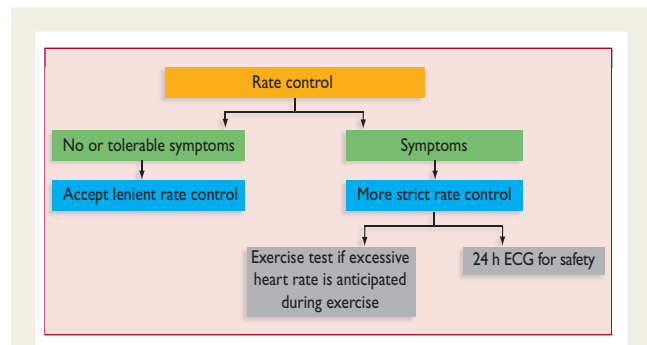 Rate control
No or tolerable symptoms
Symptoms
Accept lenient rate control
More strict rate control
Exercise test if excessive
heart rate is anticipated
during exercise
24 h ECG for safety